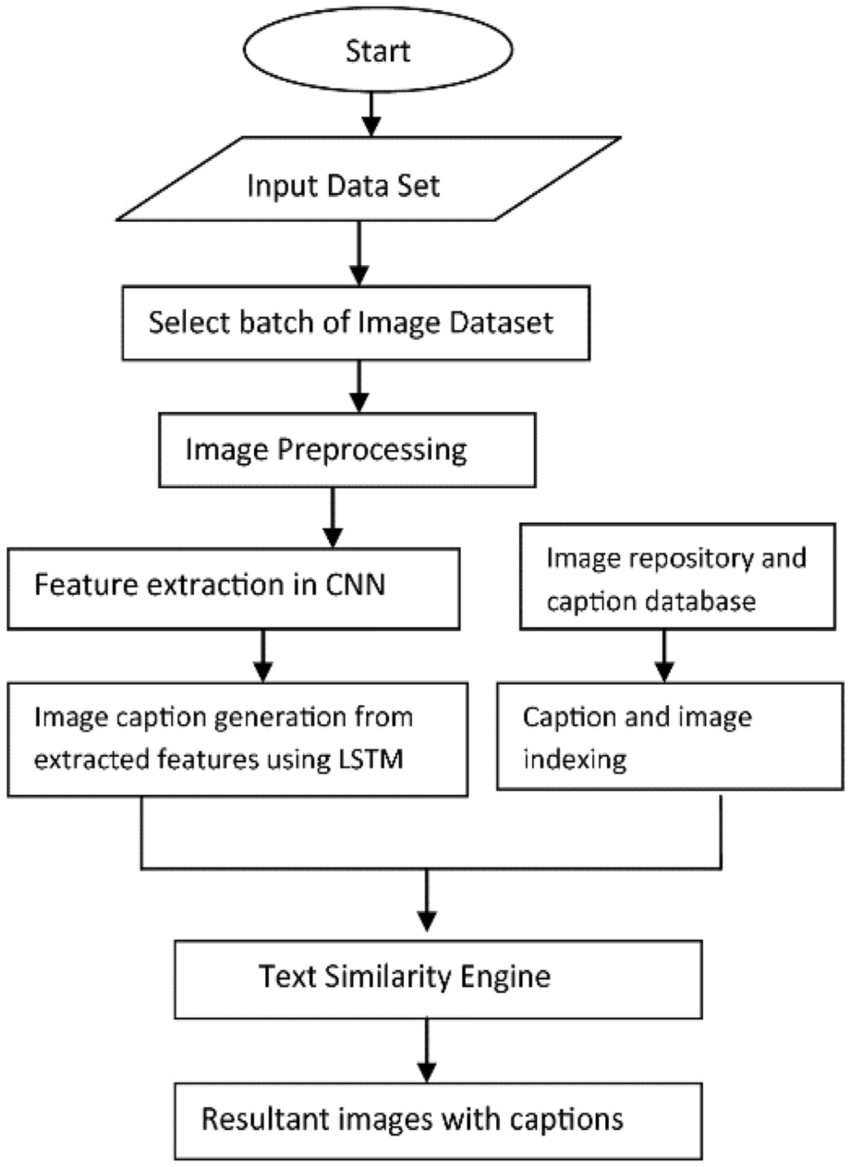 Start
Input Data Set
Select batch of Image Dataset
Image Preprocessing
Feature extraction in CNN
Image repository and
caption database
Image caption generation from
extracted features using LSTM
Caption and image
indexing
Text Similarity Engine
Resultant images with captions